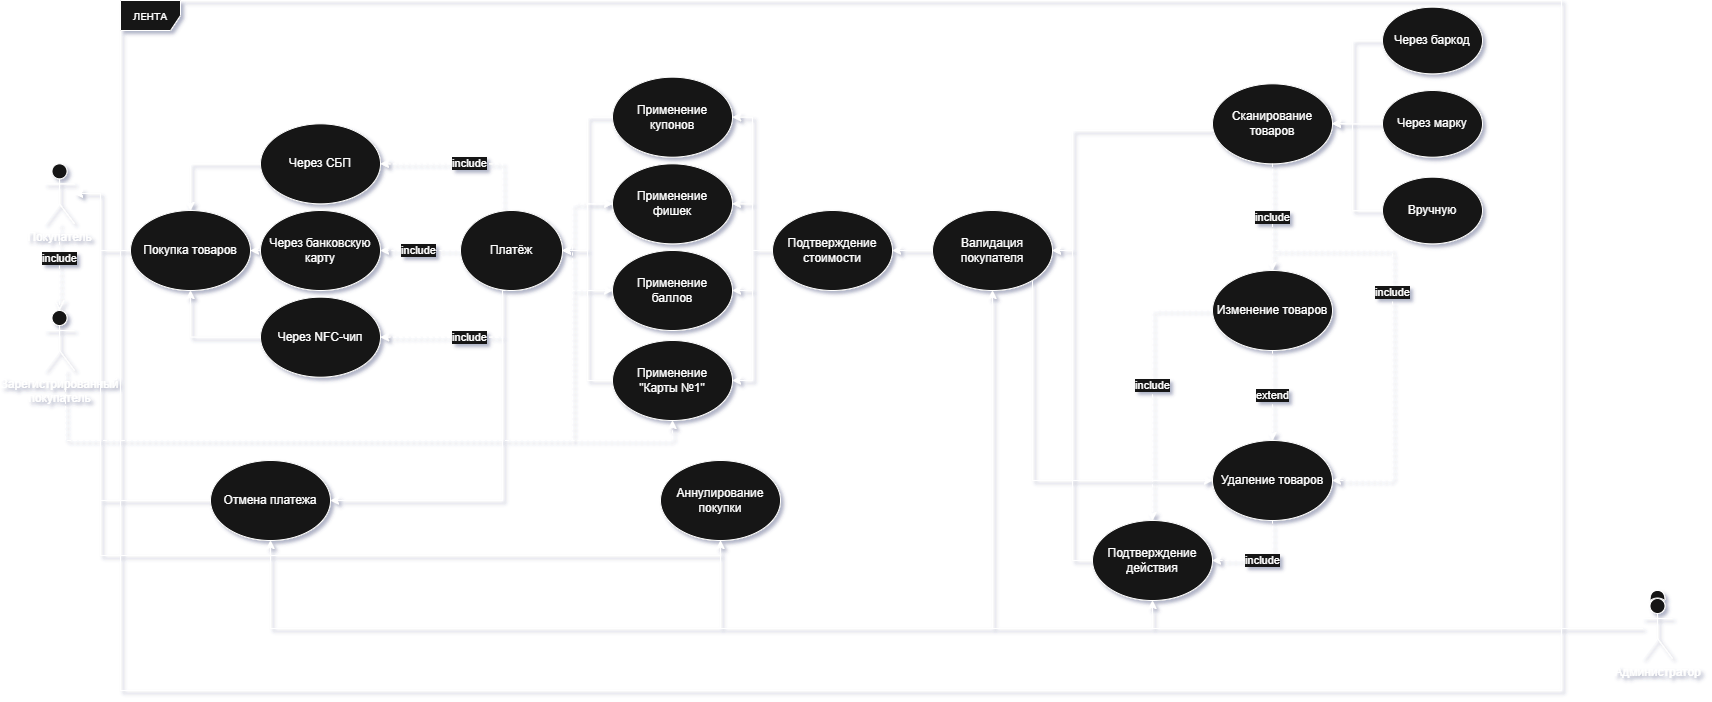 ЛЕНТА
Через баркод
Применение
купонов
Сканирование
товаров
Через марку
Через СБП
include
Применение
фишек
Вручную
include
Покупатель
include
Покупка товаров
Через банковскую
карту
include
Платёж
Подтверждение
стоимости
Валидация
покупателя
Применение
баллов
include
Изменение товаров
Через NFC-чип
include
Зарегистрированный
покупатель
Применение
"Карты №1"
include
extend
Отмена платежа
Аннулирование
покупки
Удаление товаров
Подтверждение
действия
include
Администратор